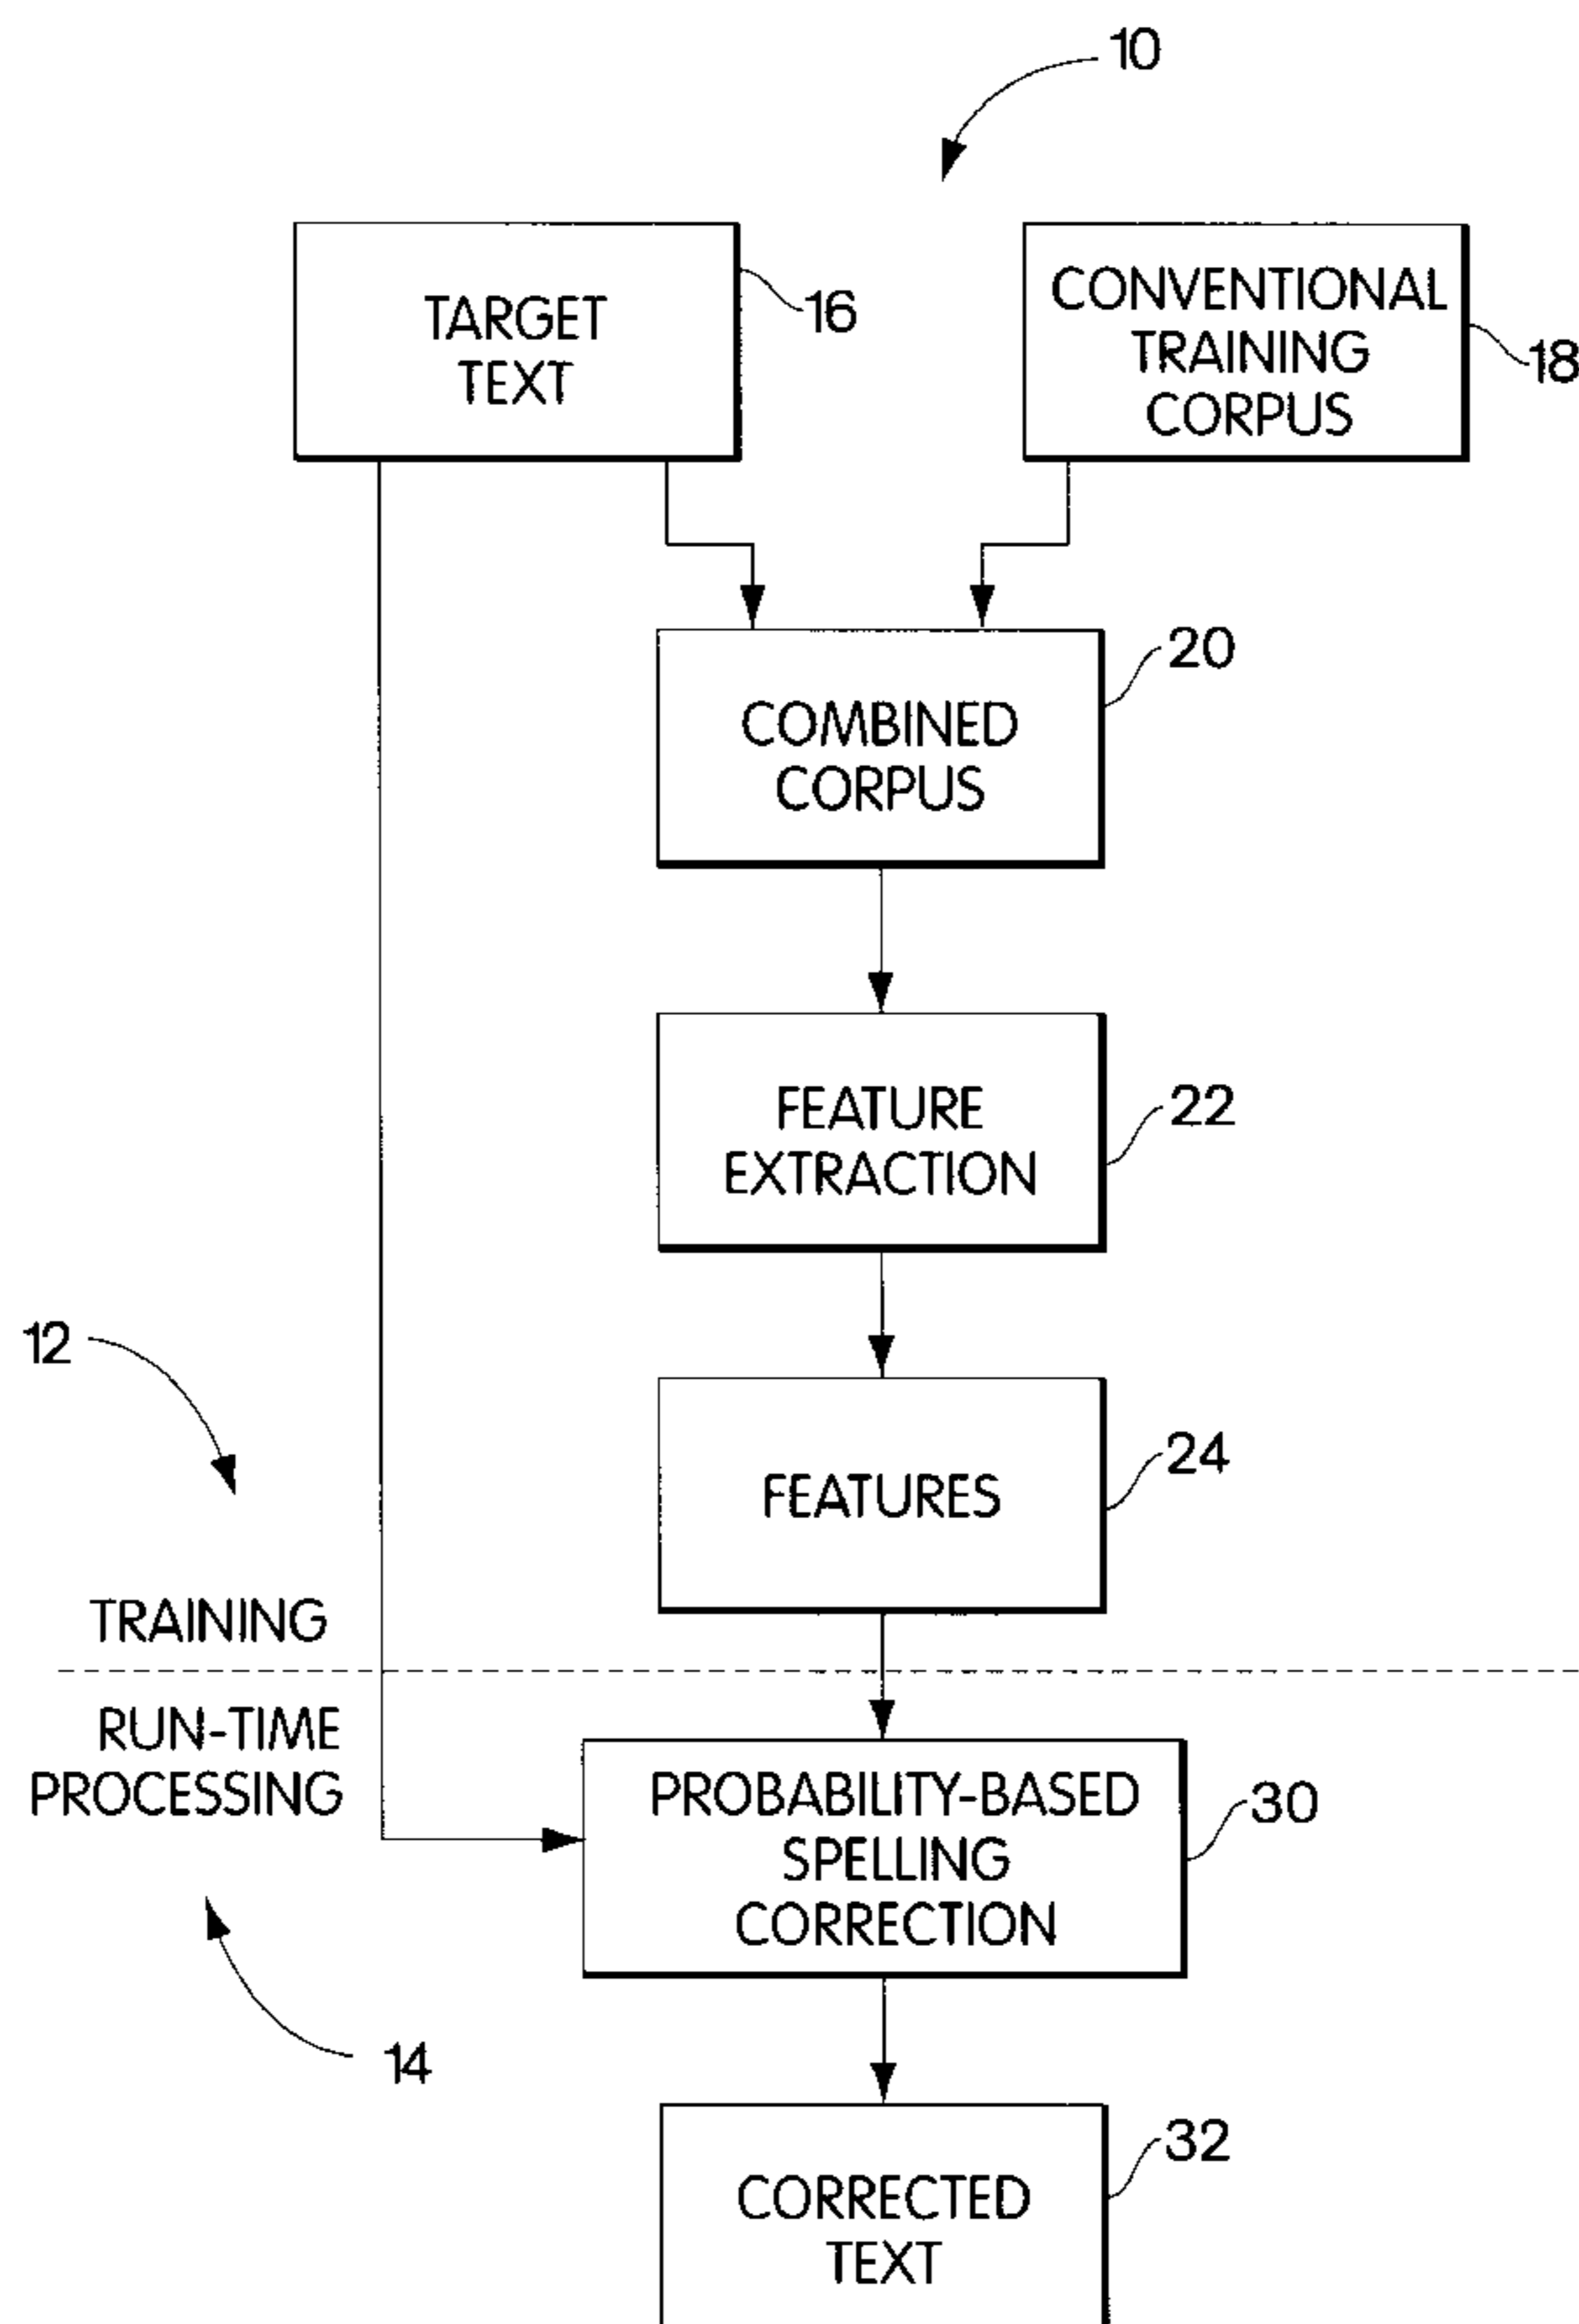 10
TARGET
TEXT
16
CONVENTIONAL
TRAINING
CORPUS
18
COMBINED
CORPUS
20
FEATURE
EXTRACTION
22
12
FEATURES
24
TRAINING
RUN-TIME
PROCESSING
PROBABILITY-BASED
SPELLING
CORRECTION
30
14
CORRECTED
TEXT
32